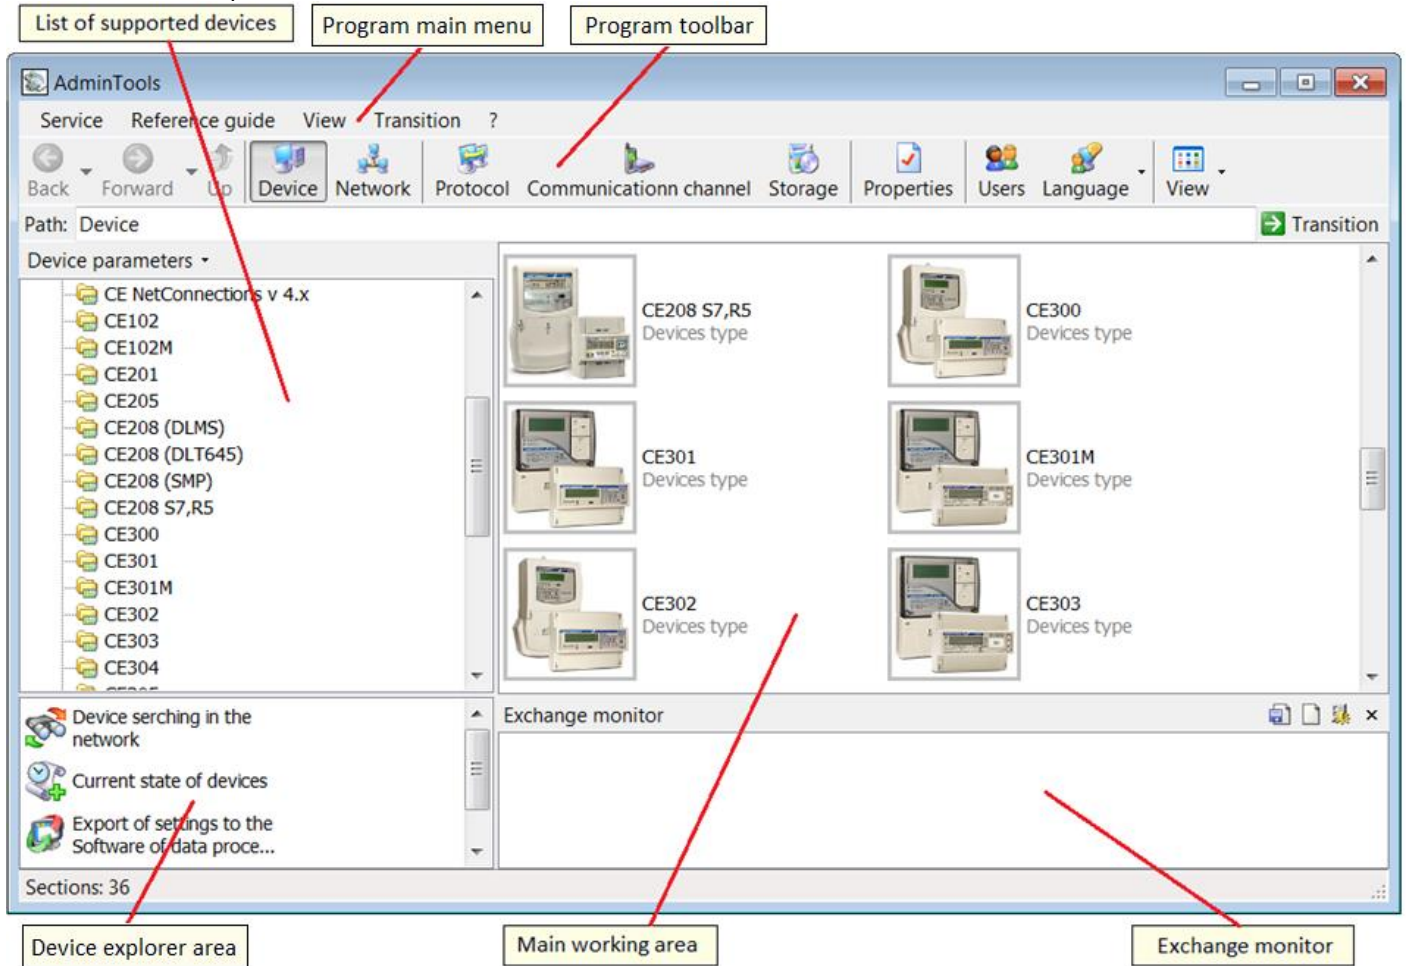 List of supported devices
Program main menu
Program toolbar
AdminTools
Service Reference guide View Transition ?
Back Forward Up Device Network Protocol Communicationn channel Storage Properties Users Language View
Path: Device Transition
Device parameters
CE NetConnections v 4.x
CE102
CE102M
CE201
CE205
CE208 (DLMS)
CE208 (DLT645)
CE208 (SMP)
CE208 S7,R5
CE300
CE301
CE301M
CE302
CE303
CE304
CE208 S7,R5
Devices type
CE300
Devices type
CE301
Devices type
CE301M
Devices type
CE302
Devices type
CE303
Devices type
Device serching in the
network
Current state of devices
Export of settings to the
Software of data proce...
Exchange monitor
Sections: 36
Device explorer area
Main working area
Exchange monitor